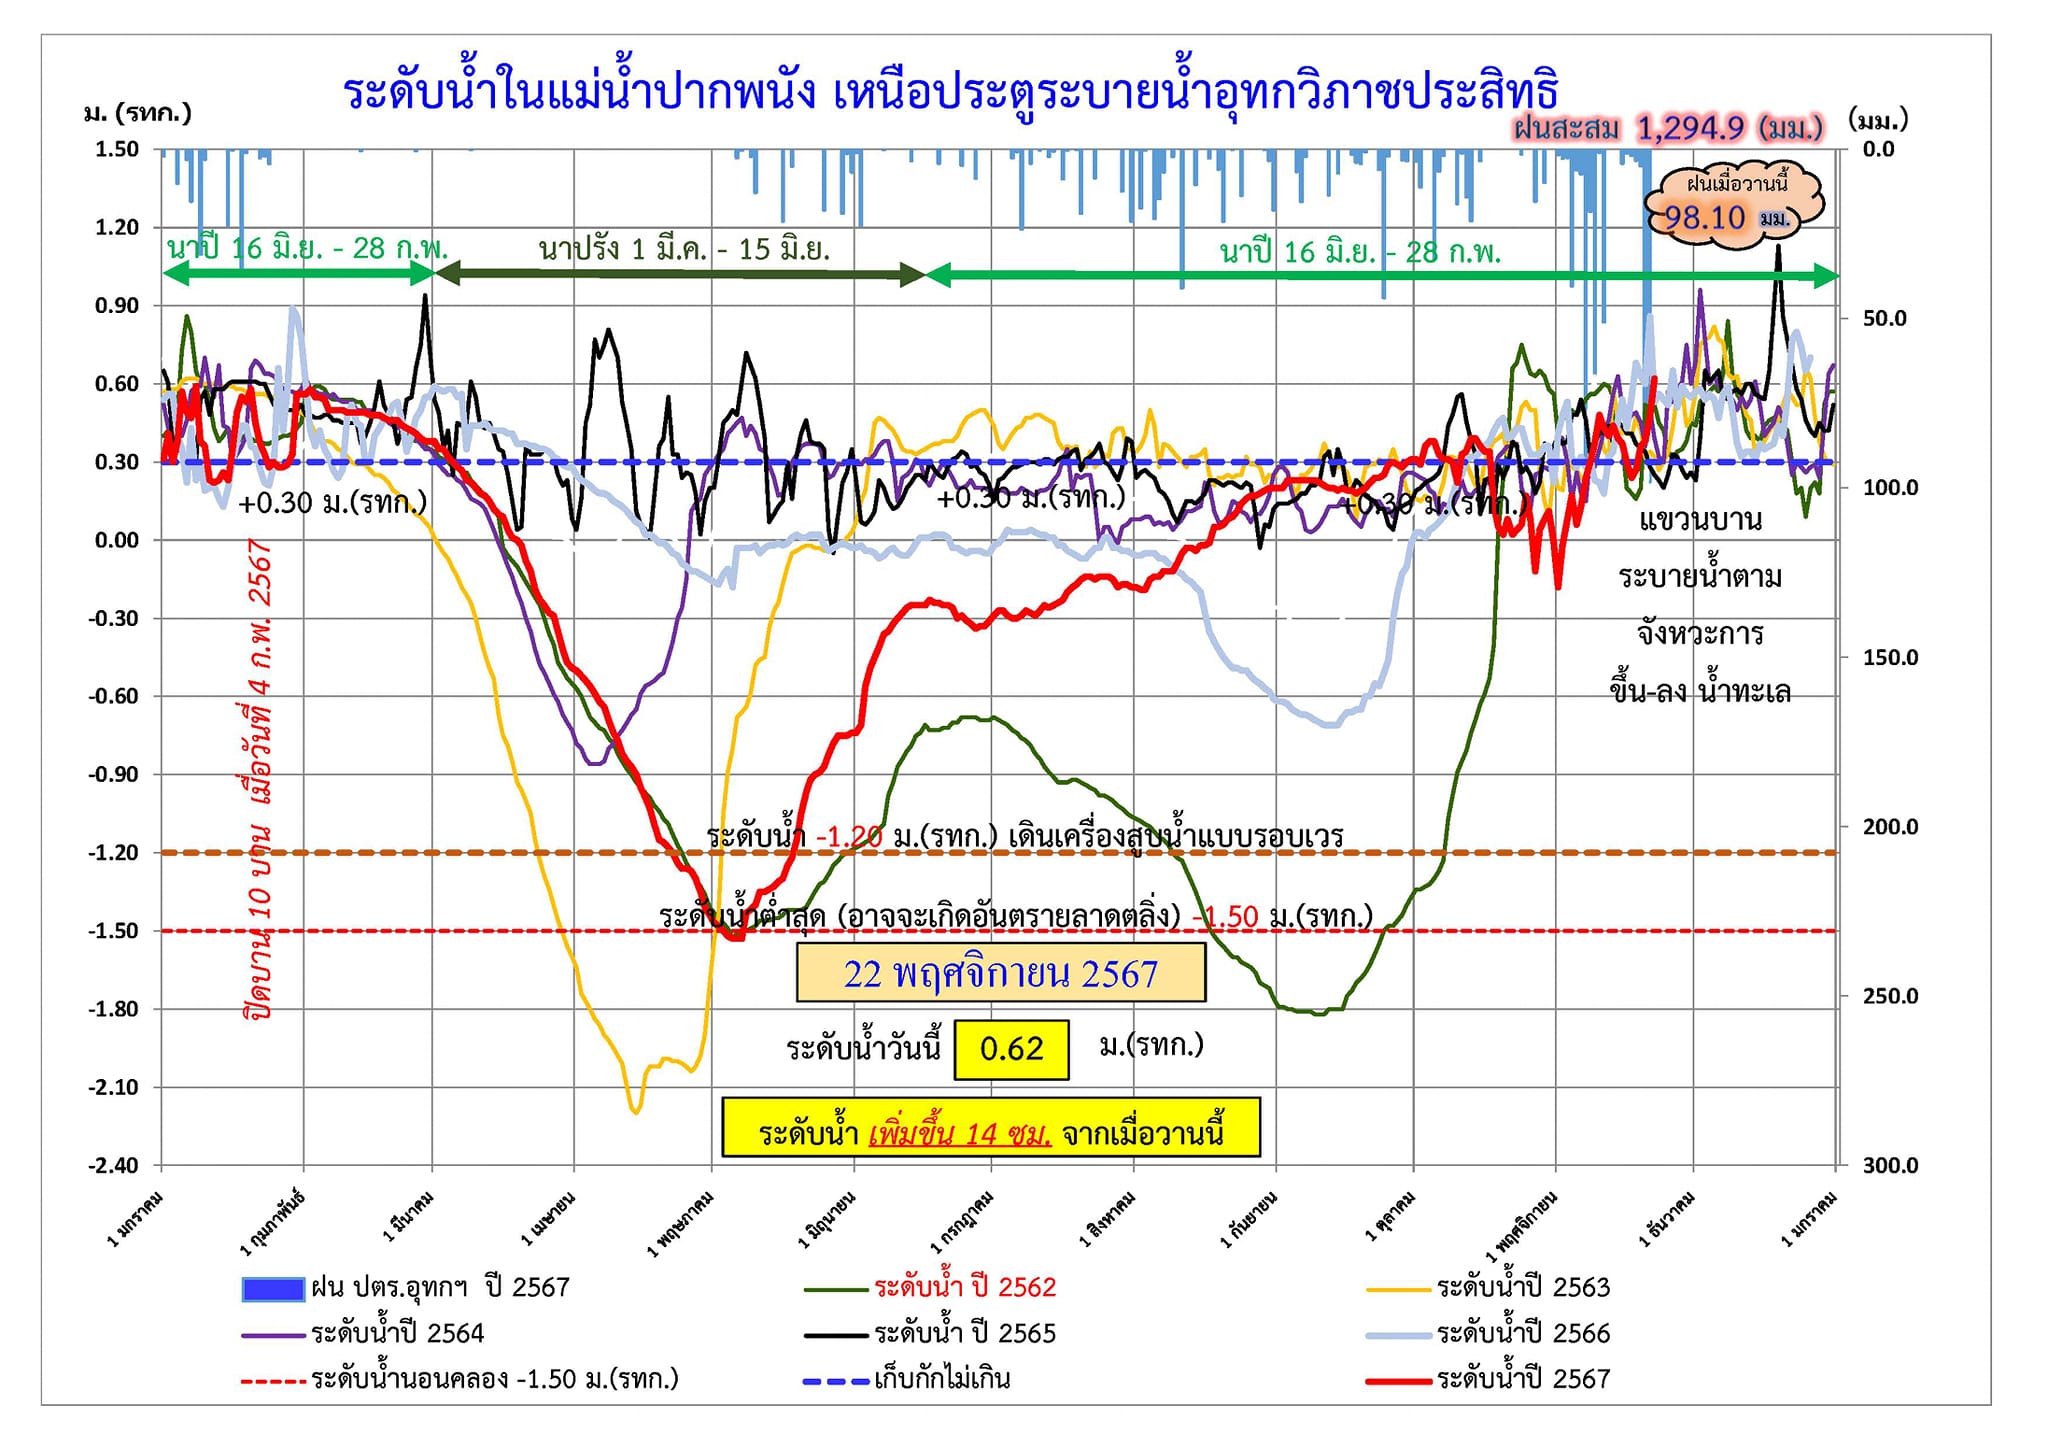 ระดับน้ำในแม่น้ำปากพนัง เหนือประตูระบายน้ำอุทกวิภาชประสิทธิ
ม. (รทก.)
ฝนสะสม 1,294.9 (มม.)
(มม.)
1.50
1.20
0.90
0.60
0.30
0.00
-0.30
-0.60
-0.90
-1.20
-1.50
-1.80
-2.10
-2.40
0.0
50.0
100.0
150.0
200.0
250.0
300.0
ฝนเมื่อวานนี้
98.10 มม.
นาปี 16 มิ.ย. - 28 ก.พ.
นาปรัง 1 มี.ค. - 15 มิ.ย.
นาปี 16 มิ.ย. - 28 ก.พ.
+0.30 ม.(รทก.)
+0.30 ม.(รทก.)
+0.30 ม.(รทก.)
ปิดบาน 10 บาน เมื่อวันที่ 4 ก.พ. 2567
แขวนบาน
ระบายน้ำตาม
จังหวะการ
ขึ้น-ลง น้ำทะเล
ระดับน้ำ -1.20 ม.(รทก.) เดินเครื่องสูบน้ำแบบรอบเวร
ระดับน้ำต่ำสุด (อาจจะเกิดอันตรายลาดตลิ่ง) -1.50 ม.(รทก.)
22 พฤศจิกายน 2567
ระดับน้ำวันนี้ 0.62 ม.(รทก.)
ระดับน้ำ เพิ่มขึ้น 14 ซม. จากเมื่อวานนี้
1 มกราคม
1 กุมภาพันธ์
1 มีนาคม
1 เมษายน
1 พฤษภาคม
1 มิถุนายน
1 กรกฎาคม
1 สิงหาคม
1 กันยายน
1 ตุลาคม
1 พฤศจิกายน
1 ธันวาคม
1 มกราคม
ฝน ปตร.อุทกฯ ปี 2567
ระดับน้ำ ปี 2562
ระดับน้ำปี 2563
ระดับน้ำปี 2564
ระดับน้ำ ปี 2565
ระดับน้ำปี 2566
ระดับน้ำนอนคลอง -1.50 ม.(รทก.)
เก็บกักไม่เกิน
ระดับน้ำปี 2567